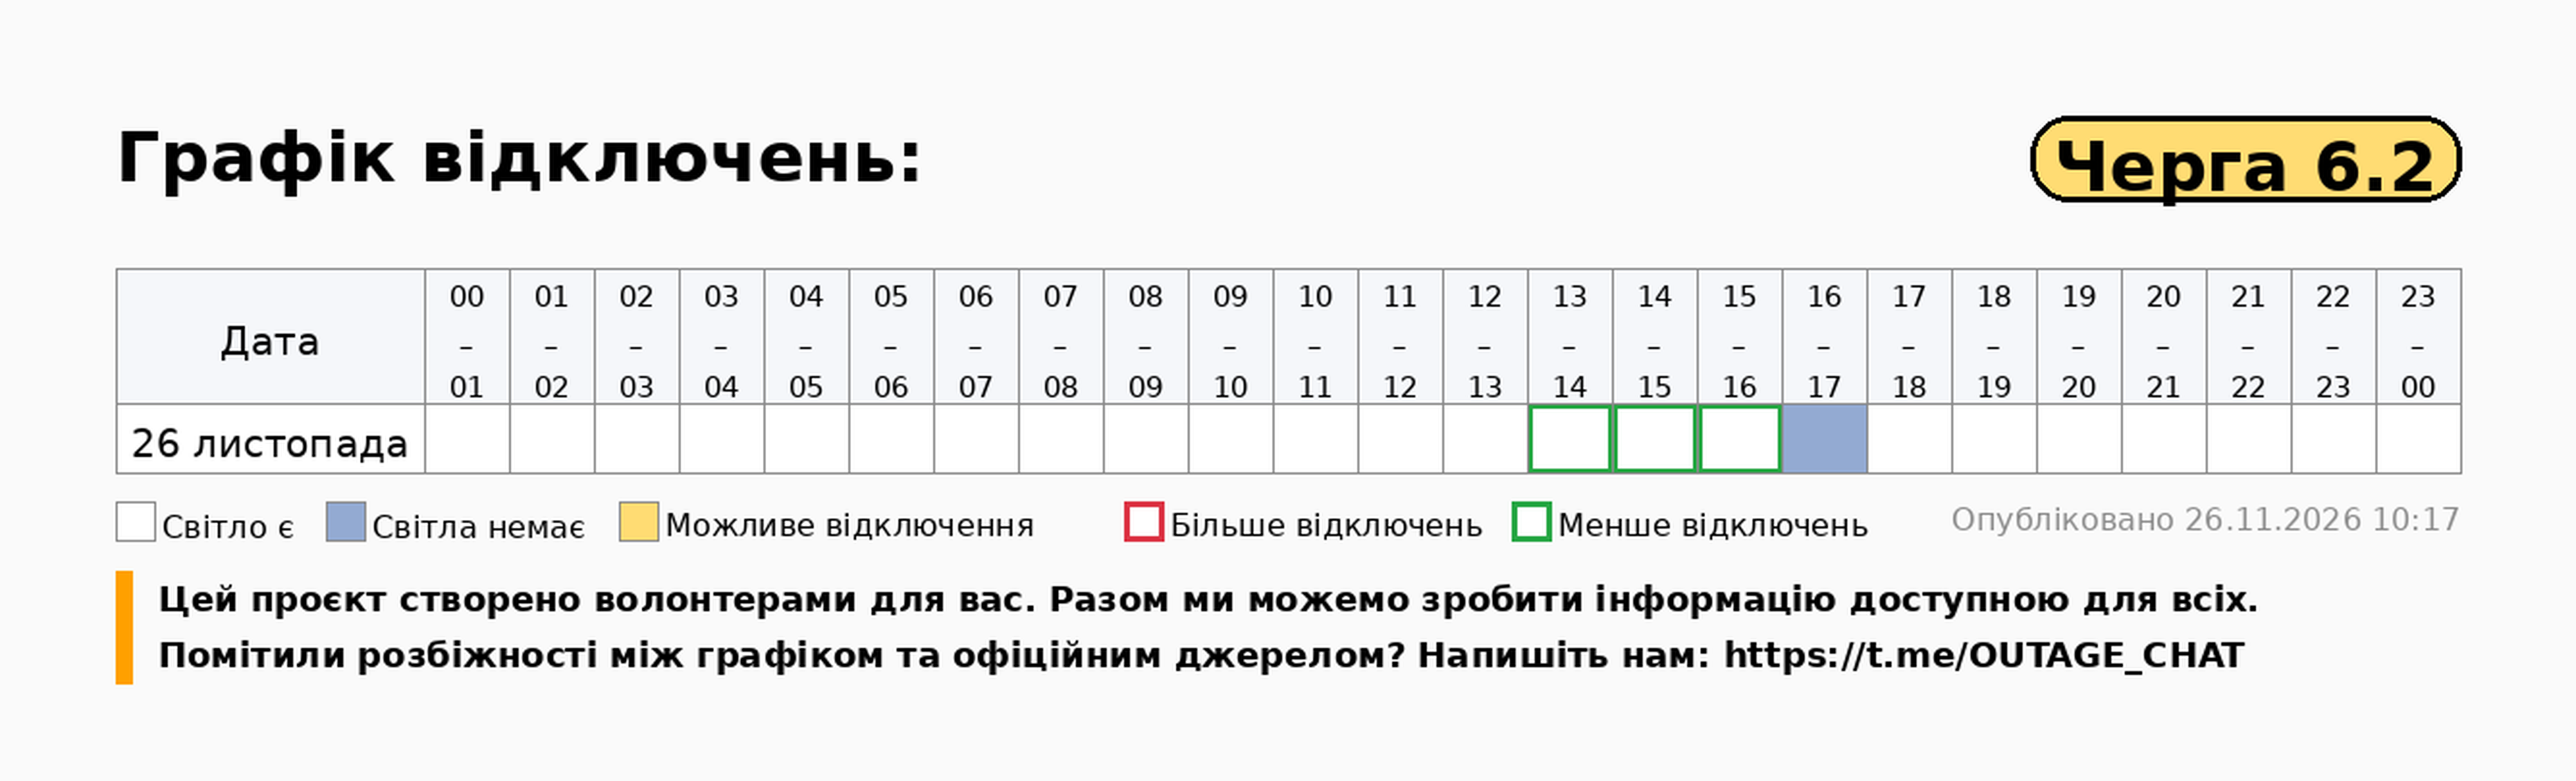 Графік відключень:
Черга 6.2
Дата 00 – 01 01 – 02 02 – 03 03 – 04 04 – 05 05 – 06 06 – 07 07 – 08 08 – 09 09 – 10 10 – 11 11 – 12 12 – 13 13 – 14 14 – 15 15 – 16 16 – 17 17 – 18 18 – 19 19 – 20 20 – 21 21 – 22 22 – 23 23 – 00
26 листопада
Світло є Світла немає Можливе відключення Більше відключень Менше відключень Опубліковано 26.11.2026 10:17
Цей проєкт створено волонтерами для вас. Разом ми можемо зробити інформацію доступною для всіх.
Помітили розбіжності між графіком та офіційним джерелом? Напишіть нам: https://t.me/OUTAGE_CHAT